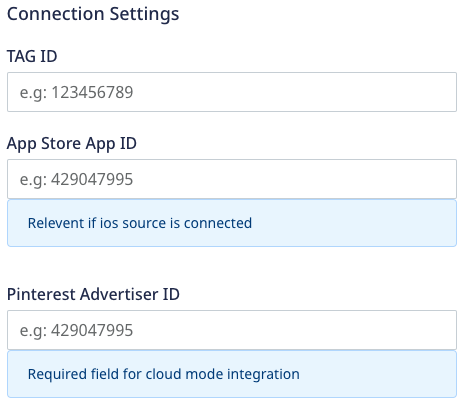 Connection Settings
TAG ID
e.g: 123456789
App Store App ID
e.g: 429047995
Relevent if ios source is connected
Pinterest Advertiser ID
e.g: 429047995
Required field for cloud mode integration